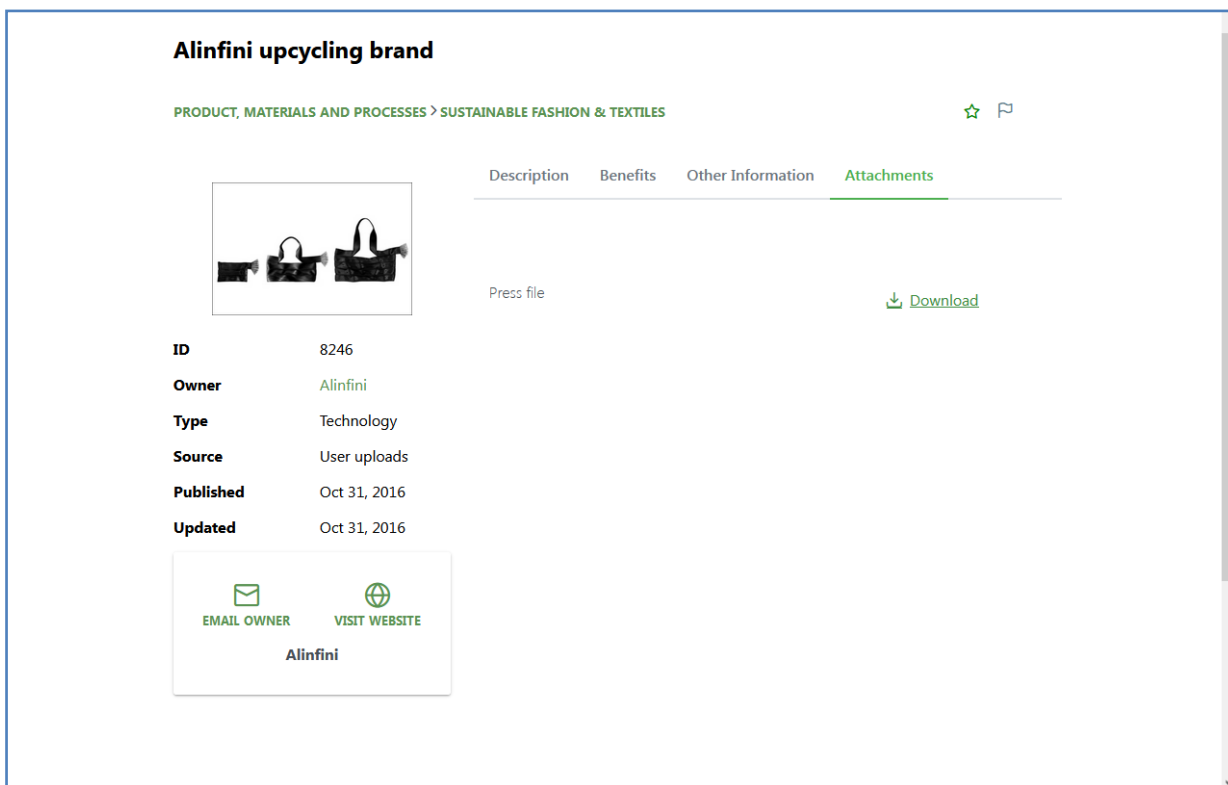 Alinfini upcycling brand
PRODUCT, MATERIALS AND PROCESSES > SUSTAINABLE FASHION & TEXTILES
Description Benefits Other Information Attachments
Press file
Download
ID 8246
Owner Alinfini
Type Technology
Source User uploads
Published Oct 31, 2016
Updated Oct 31, 2016
EMAIL OWNER VISIT WEBSITE
Alinfini